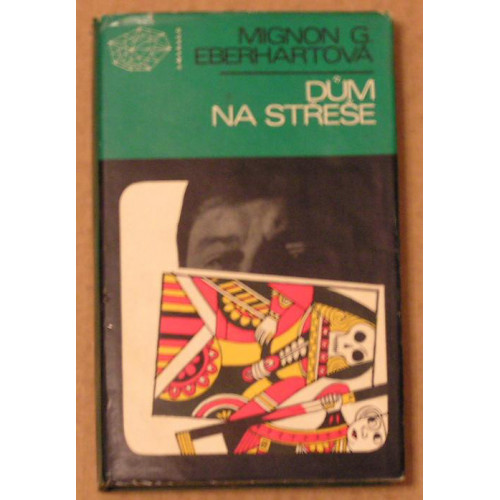 MIGNON G.
EBERHARTOVÁ
DŮM
NA STŘEŠE